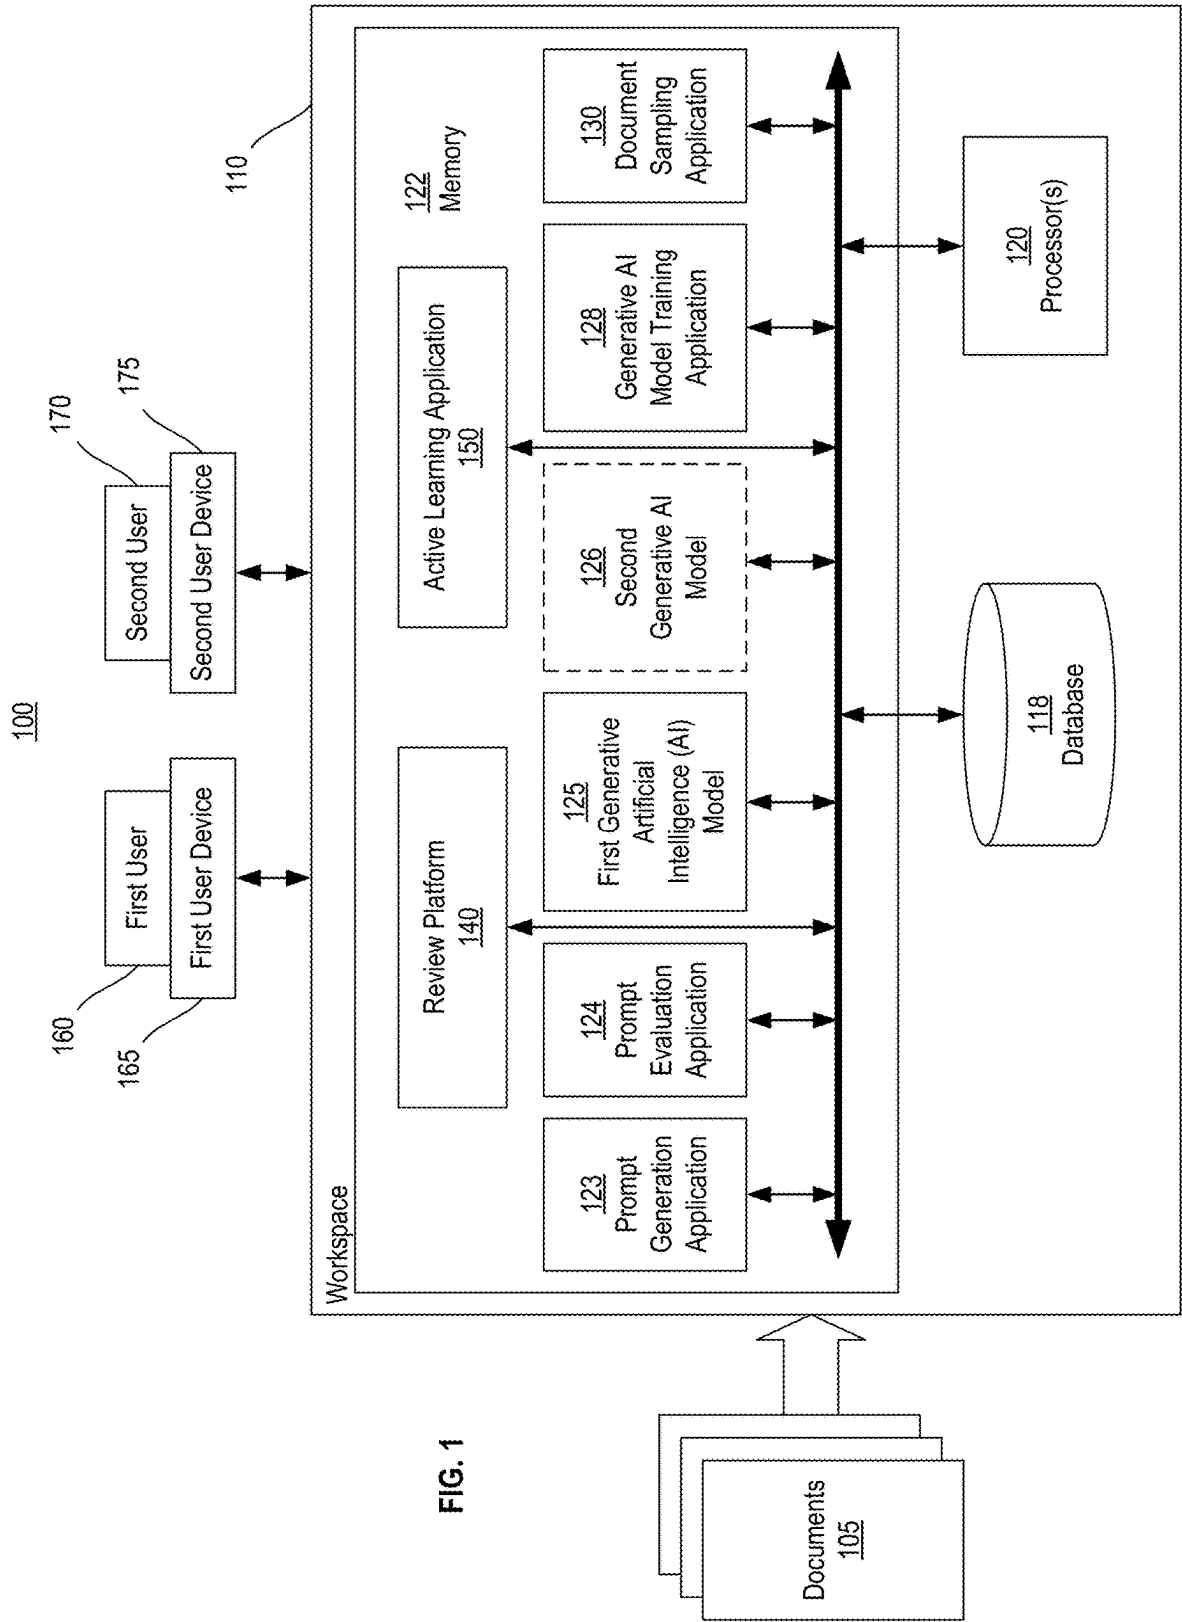 100
First User
160
First User Device
165
Second User
170
Second User Device
175
110
Workspace
122
Memory
Review Platform
140
Active Learning Application
150
123
Prompt
Generation
Application
124
Prompt
Evaluation
Application
125
First Generative
Artificial
Intelligence (AI)
Model
126
Second
Generative AI
Model
128
Generative AI
Model Training
Application
130
Document
Sampling
Application
118
Database
120
Processor(s)
Documents
105
FIG. 1